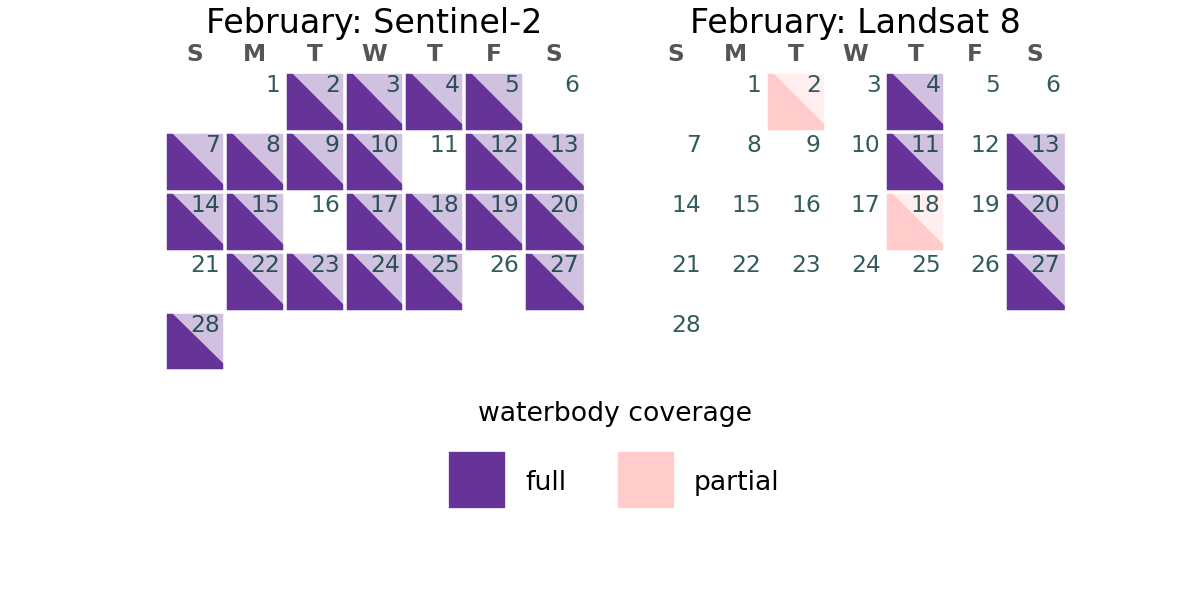 February: Sentinel-2
S M T W T F S
1 2 3 4 5 6
7 8 9 10 11 12 13
14 15 16 17 18 19 20
21 22 23 24 25 26 27
28
February: Landsat 8
S M T W T F S
1 2 3 4 5 6
7 8 9 10 11 12 13
14 15 16 17 18 19 20
21 22 23 24 25 26 27
28
waterbody coverage
full
partial